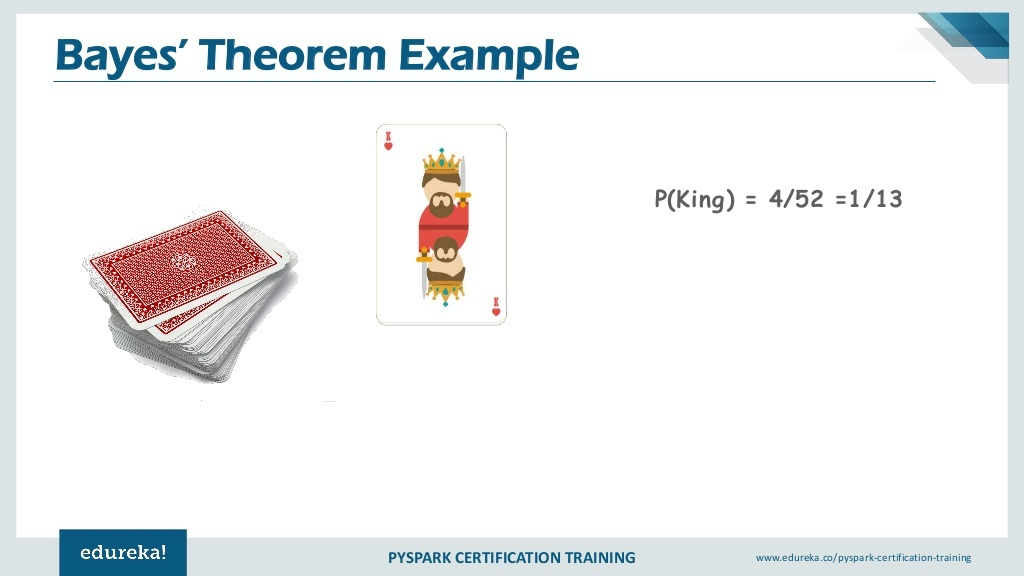 Bayes’ Theorem Example
K
P(King) = 4/52 =1/13
K
edureka!
PYSPARK CERTIFICATION TRAINING
www.edureka.co/pyspark-certification-training